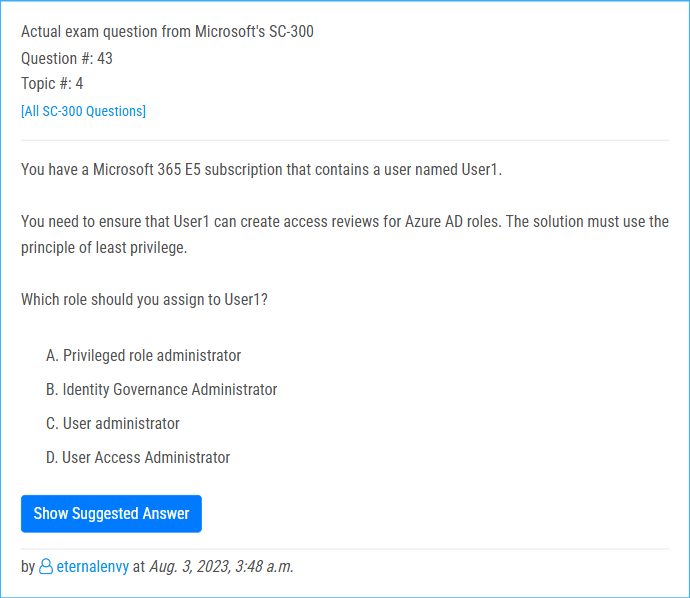 Actual exam question from Microsoft's SC-300
Question #: 43
Topic #: 4
[All SC-300 Questions]
You have a Microsoft 365 E5 subscription that contains a user named User1.
You need to ensure that User1 can create access reviews for Azure AD roles. The solution must use the
principle of least privilege.
Which role should you assign to User1?
A. Privileged role administrator
B. Identity Governance Administrator
C. User administrator
D. User Access Administrator
Show Suggested Answer
by eternalenvy at Aug. 3, 2023, 3:48 a.m.